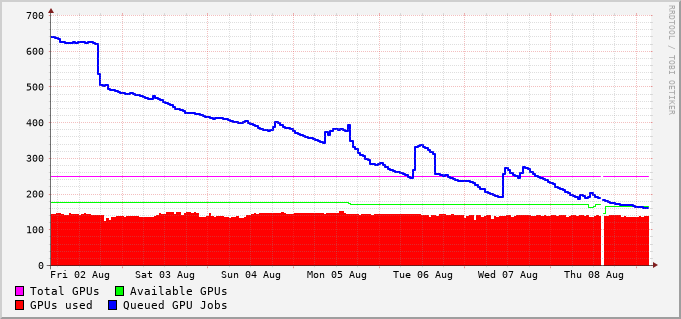 700
600
500
400
300
200
100
0
Fri 02 Aug Sat 03 Aug Sun 04 Aug Mon 05 Aug Tue 06 Aug Wed 07 Aug Thu 08 Aug
Total GPUs Available GPUs
GPUs used Queued GPU Jobs
RRDTOOL / TOBI OETIKER